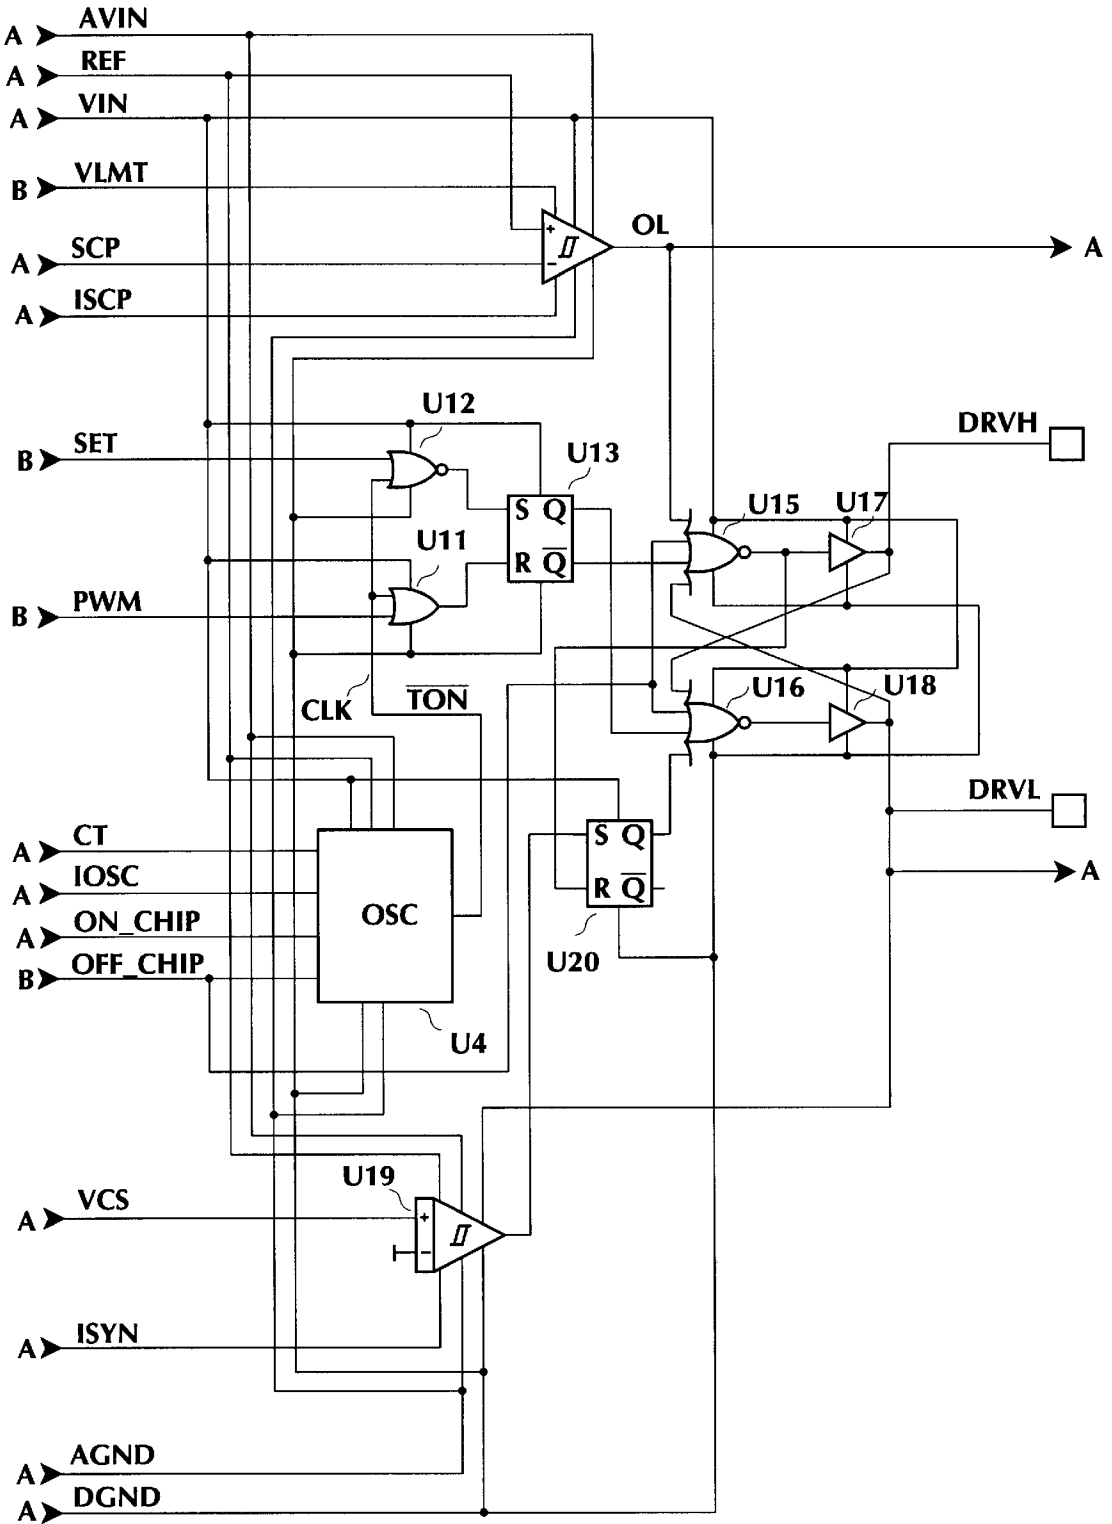 AVIN
A
REF
A
VIN
A
VLMT
B
OL
SCP
A
A
ISCP
A
U12
DRVH
SET
B
U13
S Q
U15
U17
U11
R Q̅
PWM
B
+
−
CLK
T̅O̅N̅
U16
U18
DRVL
CT
A
S Q
IOSC
A
A
R Q̅
OSC
ON_CHIP
A
U20
OFF_CHIP
B
U4
U19
VCS
A
+
−
ISYN
A
AGND
A
DGND
A